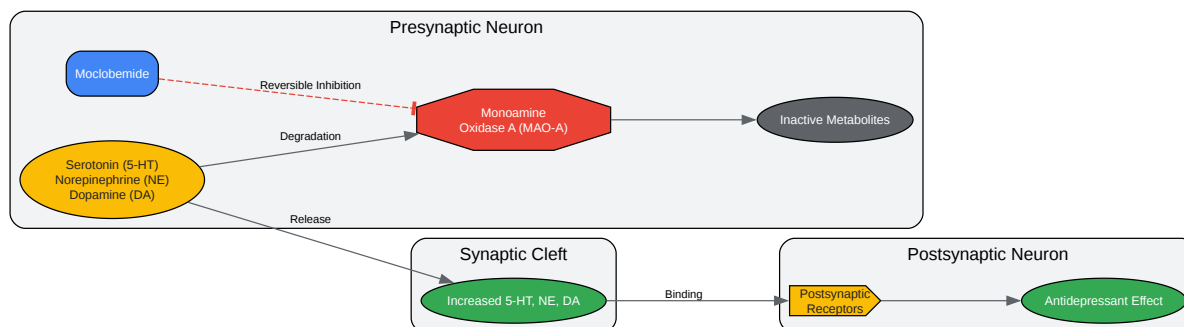 Presynaptic Neuron
Moclobemide
Reversible Inhibition
Monoamine
Oxidase A (MAO-A)
Inactive Metabolites
Degradation
Serotonin (5-HT)
Norepinephrine (NE)
Dopamine (DA)
Release
Synaptic Cleft
Increased 5-HT, NE, DA
Binding
Postsynaptic Neuron
Postsynaptic
Receptors
Antidepressant Effect